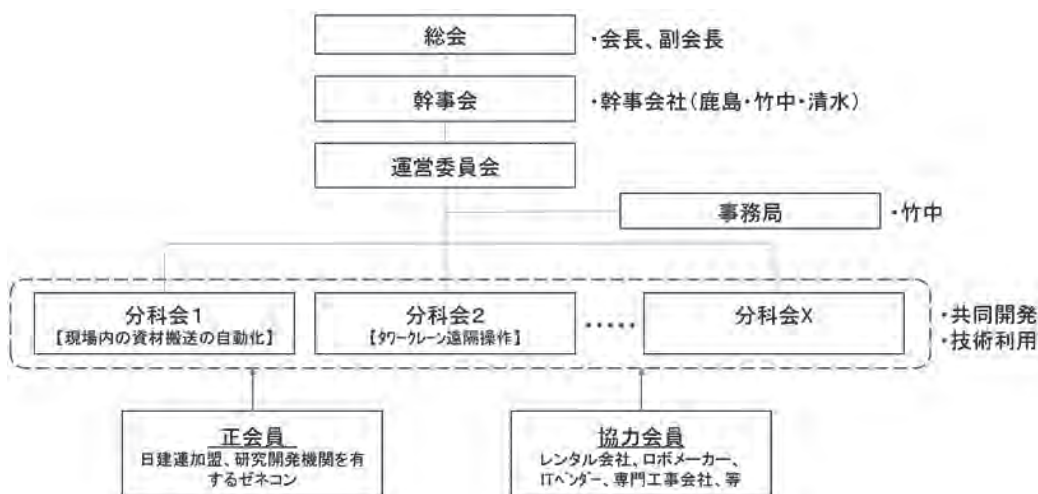 総会
・会長、副会長
幹事会
・幹事会社(鹿島・竹中・清水)
運営委員会
事務局
・竹中
分科会1
【現場内の資材搬送の自動化】
分科会2
【タワークレーン遠隔操作】
・・・・・
分科会X
・共同開発
・技術利用
正会員
日建連加盟、研究開発機関を有
するゼネコン
協力会員
レンタル会社、ロボメーカー、
ITベンダー、専門工事会社、等